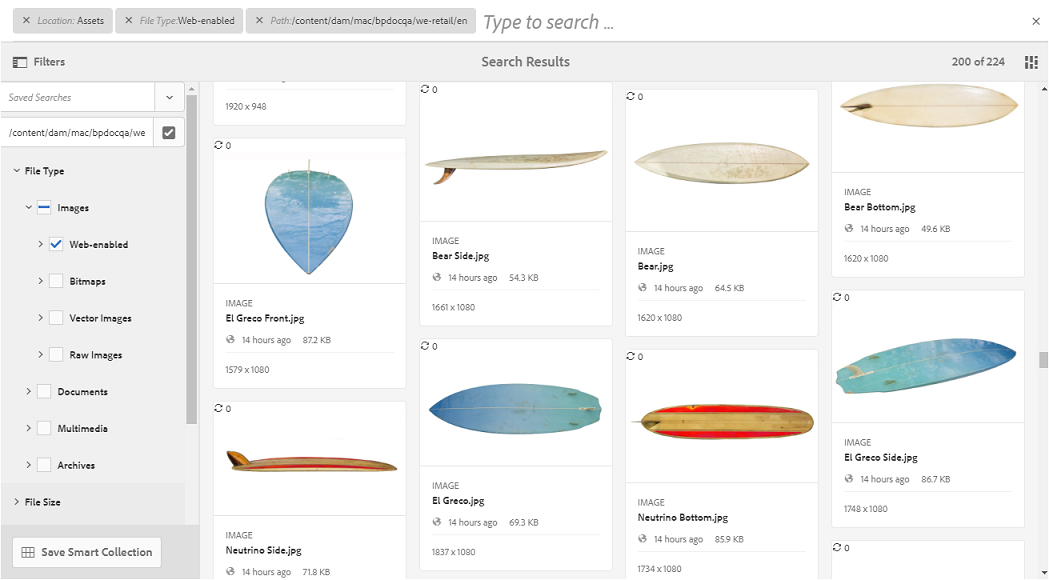 × Location: Assets × File Type:Web-enabled × Path:/content/dam/mac/bpdocqa/we-retail/en Type to search ... ×
Filters Search Results 200 of 224
Saved Searches
/content/dam/mac/bpdocqa/we
File Type
Images
Web-enabled
Bitmaps
Vector Images
Raw Images
Documents
Multimedia
Archives
File Size
Save Smart Collection
1920 x 948
0
IMAGE
El Greco Front.jpg
14 hours ago 87.2 KB
1579 x 1080
0
IMAGE
Neutrino Side.jpg
14 hours ago 71.8 KB
0
IMAGE
Bear Side.jpg
14 hours ago 54.3 KB
1661 x 1080
0
IMAGE
El Greco.jpg
14 hours ago 69.3 KB
1837 x 1080
0
IMAGE
Bear.jpg
14 hours ago 64.5 KB
1620 x 1080
0
IMAGE
Neutrino Bottom.jpg
14 hours ago 85.9 KB
1734 x 1080
IMAGE
Bear Bottom.jpg
14 hours ago 49.6 KB
1620 x 1080
0
IMAGE
El Greco Side.jpg
14 hours ago 86.7 KB
1748 x 1080
0